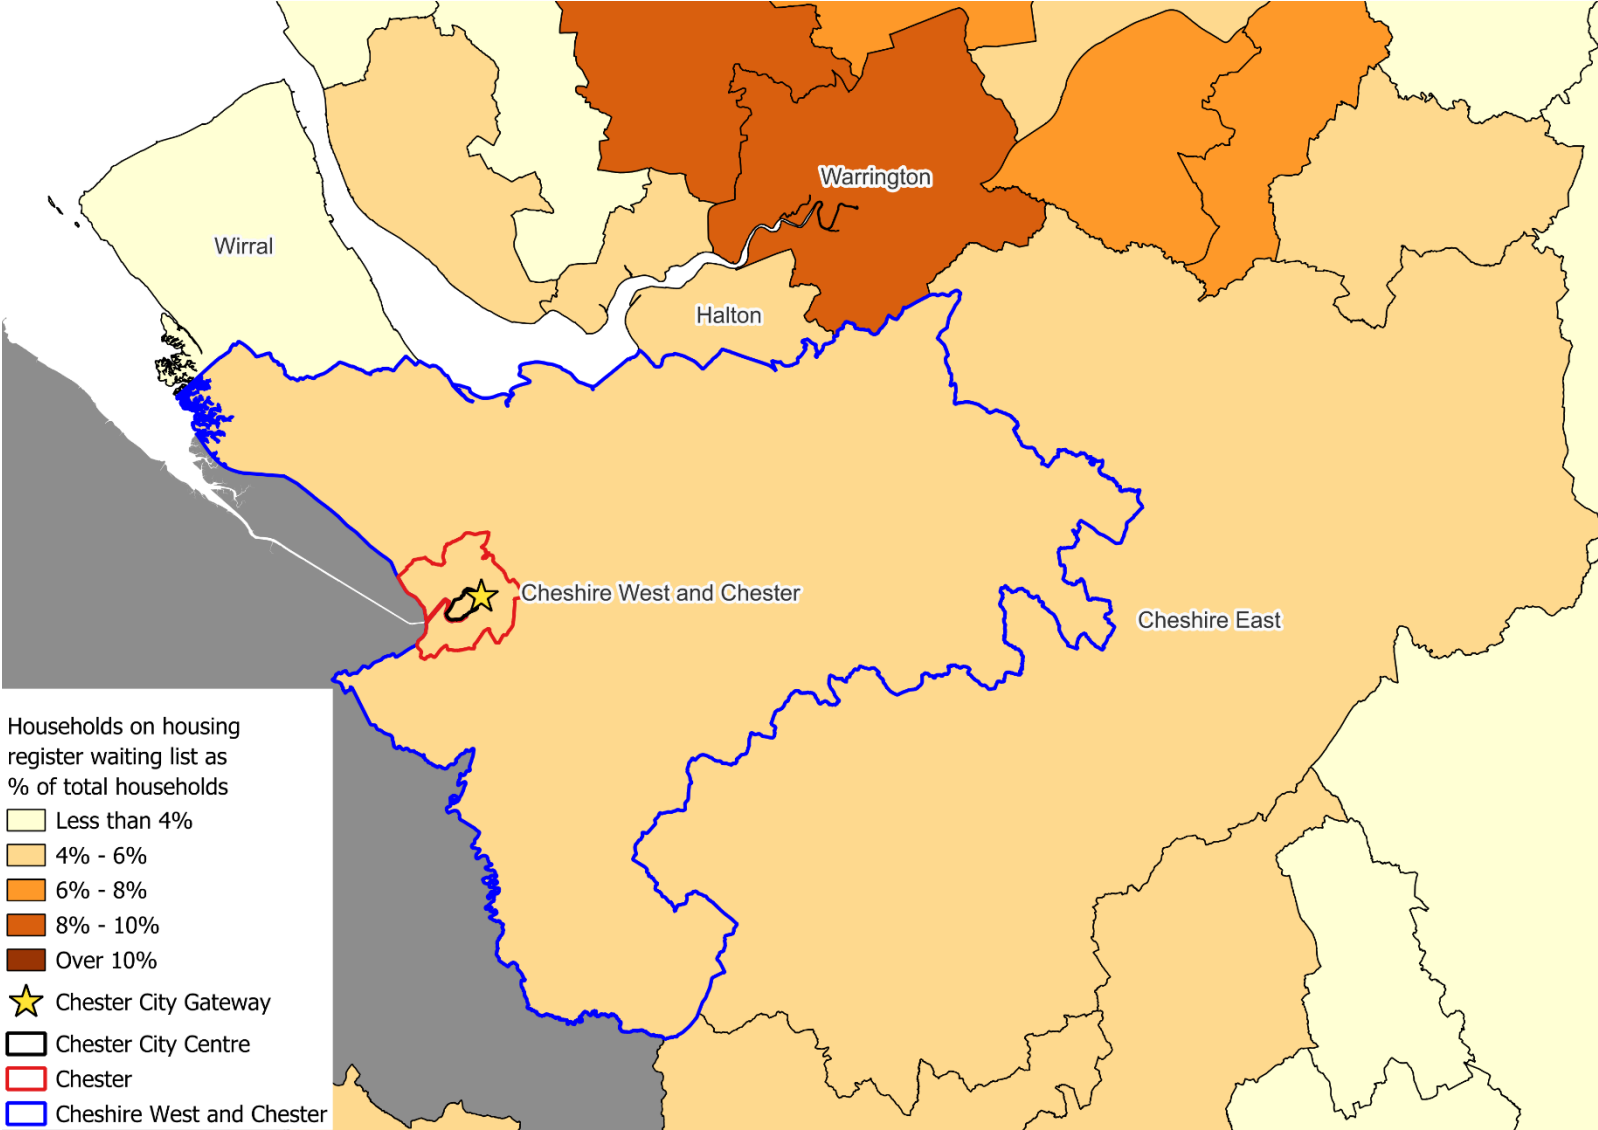 Warrington
Wirral
Halton
Cheshire West and Chester
Cheshire East
Households on housing
register waiting list as
% of total households
Less than 4%
4% - 6%
6% - 8%
8% - 10%
Over 10%
Chester City Gateway
Chester City Centre
Chester
Cheshire West and Chester